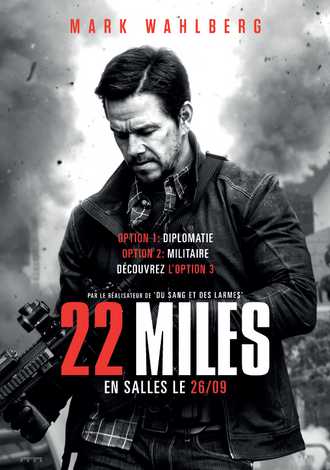 MARK WAHLBERG
OPTION 1: DIPLOMATIE
OPTION 2: MILITAIRE
DÉCOUVREZ L'OPTION 3
PAR LE RÉALISATEUR DE 'DU SANG ET DES LARMES'
22 MILES
EN SALLES LE 26/09